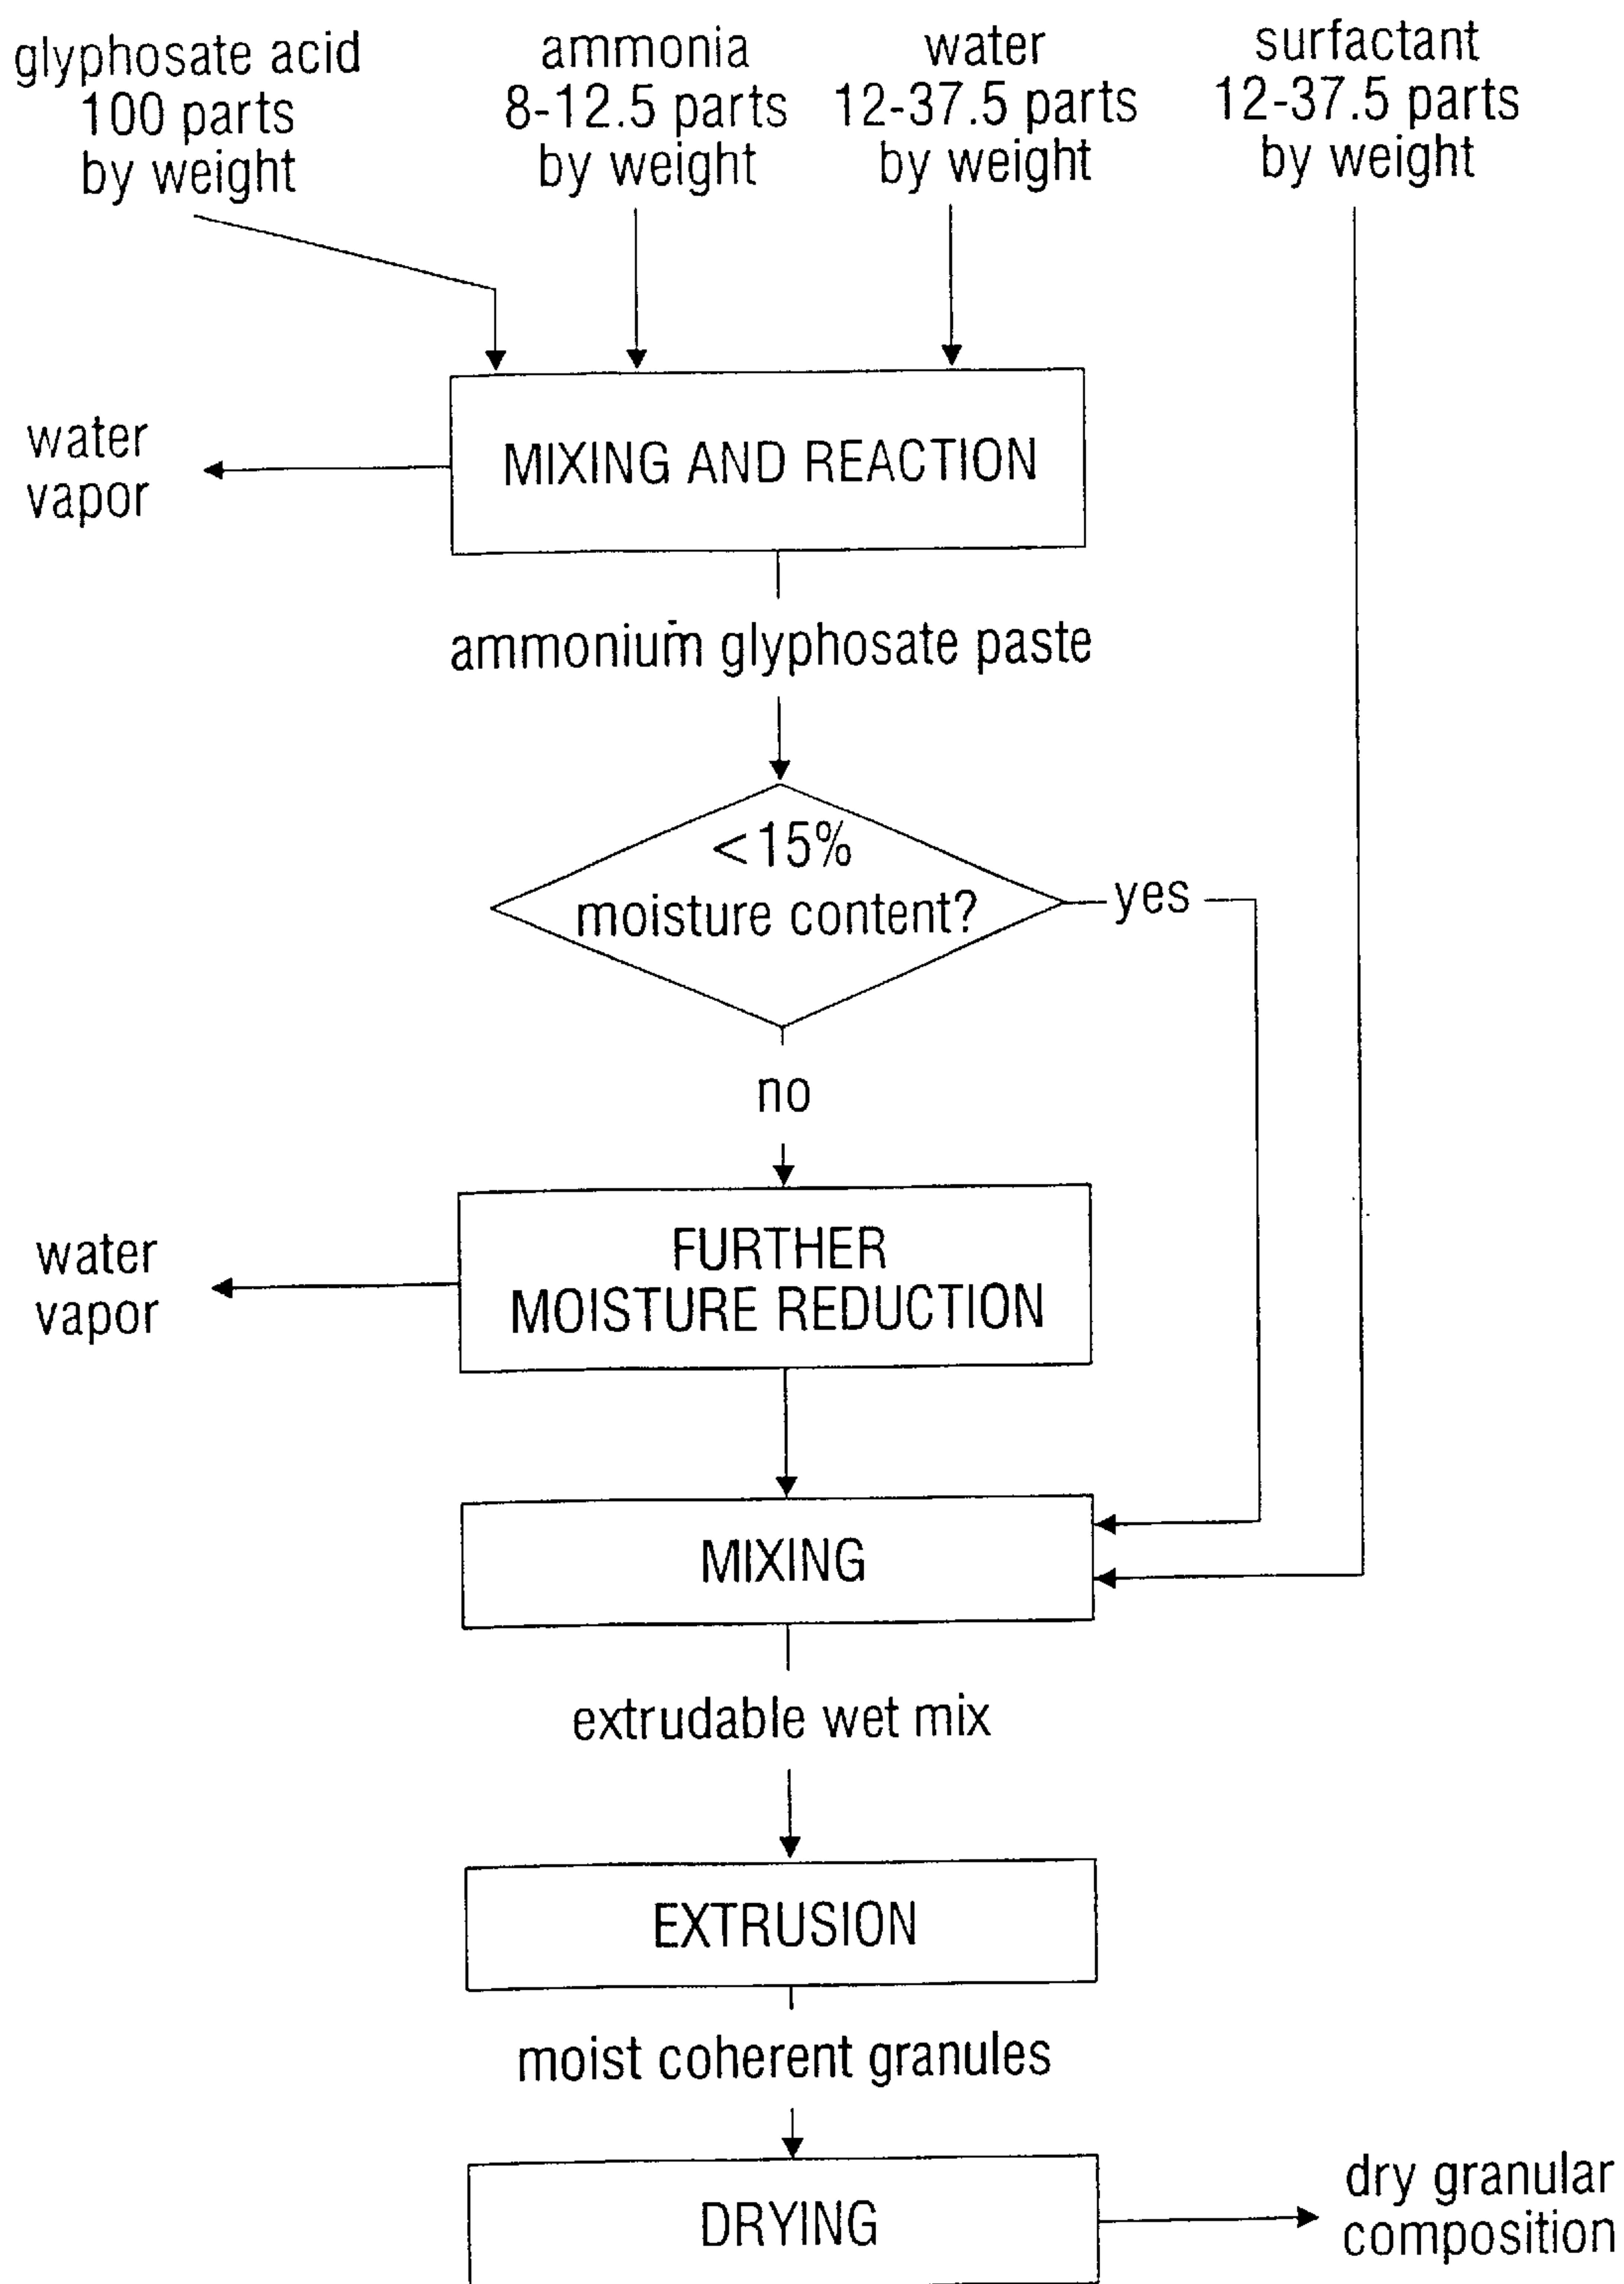 glyphosate acid
100 parts
by weight
ammonia
8-12.5 parts
by weight
water
12-37.5 parts
by weight
surfactant
12-37.5 parts
by weight
water
vapor
MIXING AND REACTION
ammonium glyphosate paste
<15%
moisture content?
yes
no
water
vapor
FURTHER
MOISTURE REDUCTION
MIXING
extrudable wet mix
EXTRUSION
moist coherent granules
DRYING
dry granular
composition